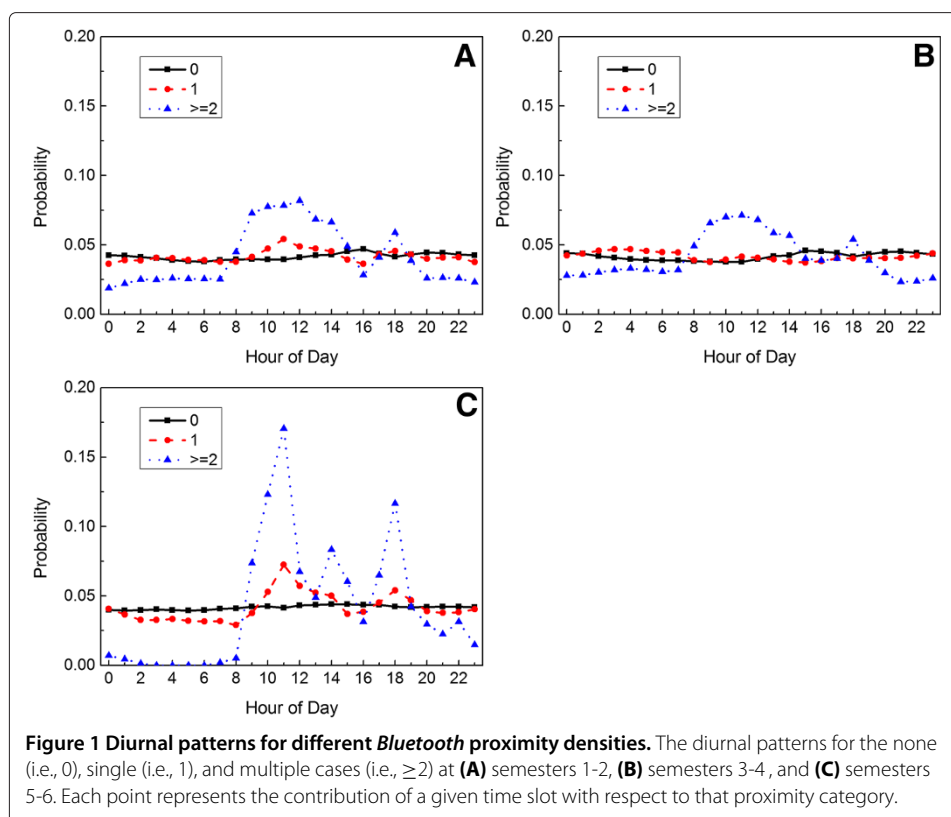 0.20
0.15
0.10
0.05
0.00
Probability
0
1
>=2
A
0 2 4 6 8 10 12 14 16 18 20 22
Hour of Day
0.20
0.15
0.10
0.05
0.00
Probability
0
1
>=2
B
0 2 4 6 8 10 12 14 16 18 20 22
Hour of Day
0.20
0.15
0.10
0.05
0.00
Probability
0
1
>=2
C
0 2 4 6 8 10 12 14 16 18 20 22
Hour of Day
Figure 1 Diurnal patterns for different Bluetooth proximity densities. The diurnal patterns for the none
(i.e., 0), single (i.e., 1), and multiple cases (i.e., ≥2) at (A) semesters 1-2, (B) semesters 3-4 , and (C) semesters
5-6. Each point represents the contribution of a given time slot with respect to that proximity category.